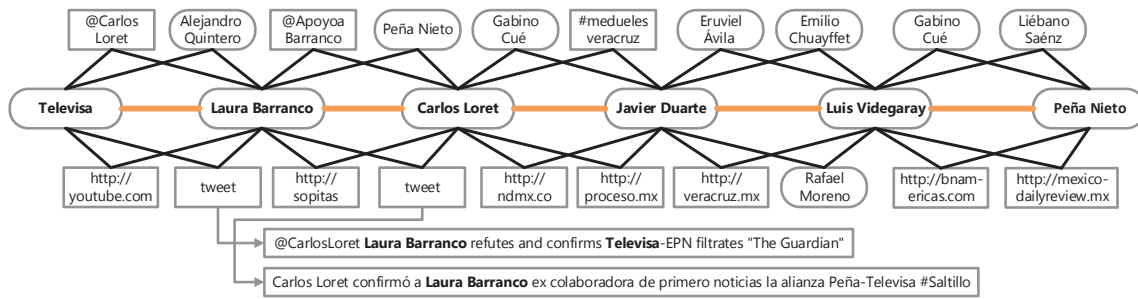 @Carlos
Loret
Alejandro
Quintero
@Apoyoa
Barranco
Peña Nieto
Gabino
Cué
#medueles
veracruz
Eruviel
Ávila
Emilio
Chuayffet
Gabino
Cué
Liébano
Saénz
Televisa
Laura Barranco
Carlos Loret
Javier Duarte
Luis Videgaray
Peña Nieto
http://
youtube.com
tweet
http://
sopitas
tweet
http://
ndmx.co
http://
proceso.mx
http://
veracruz.mx
Rafael
Moreno
http://bnam-
ericas.com
http://mexico-
dailyreview.mx
@CarlosLoret Laura Barranco refutes and confirms Televisa-EPN filtrates "The Guardian"
Carlos Loret confirmó a Laura Barranco ex colaboradora de primero noticias la alianza Peña-Televisa #Saltillo